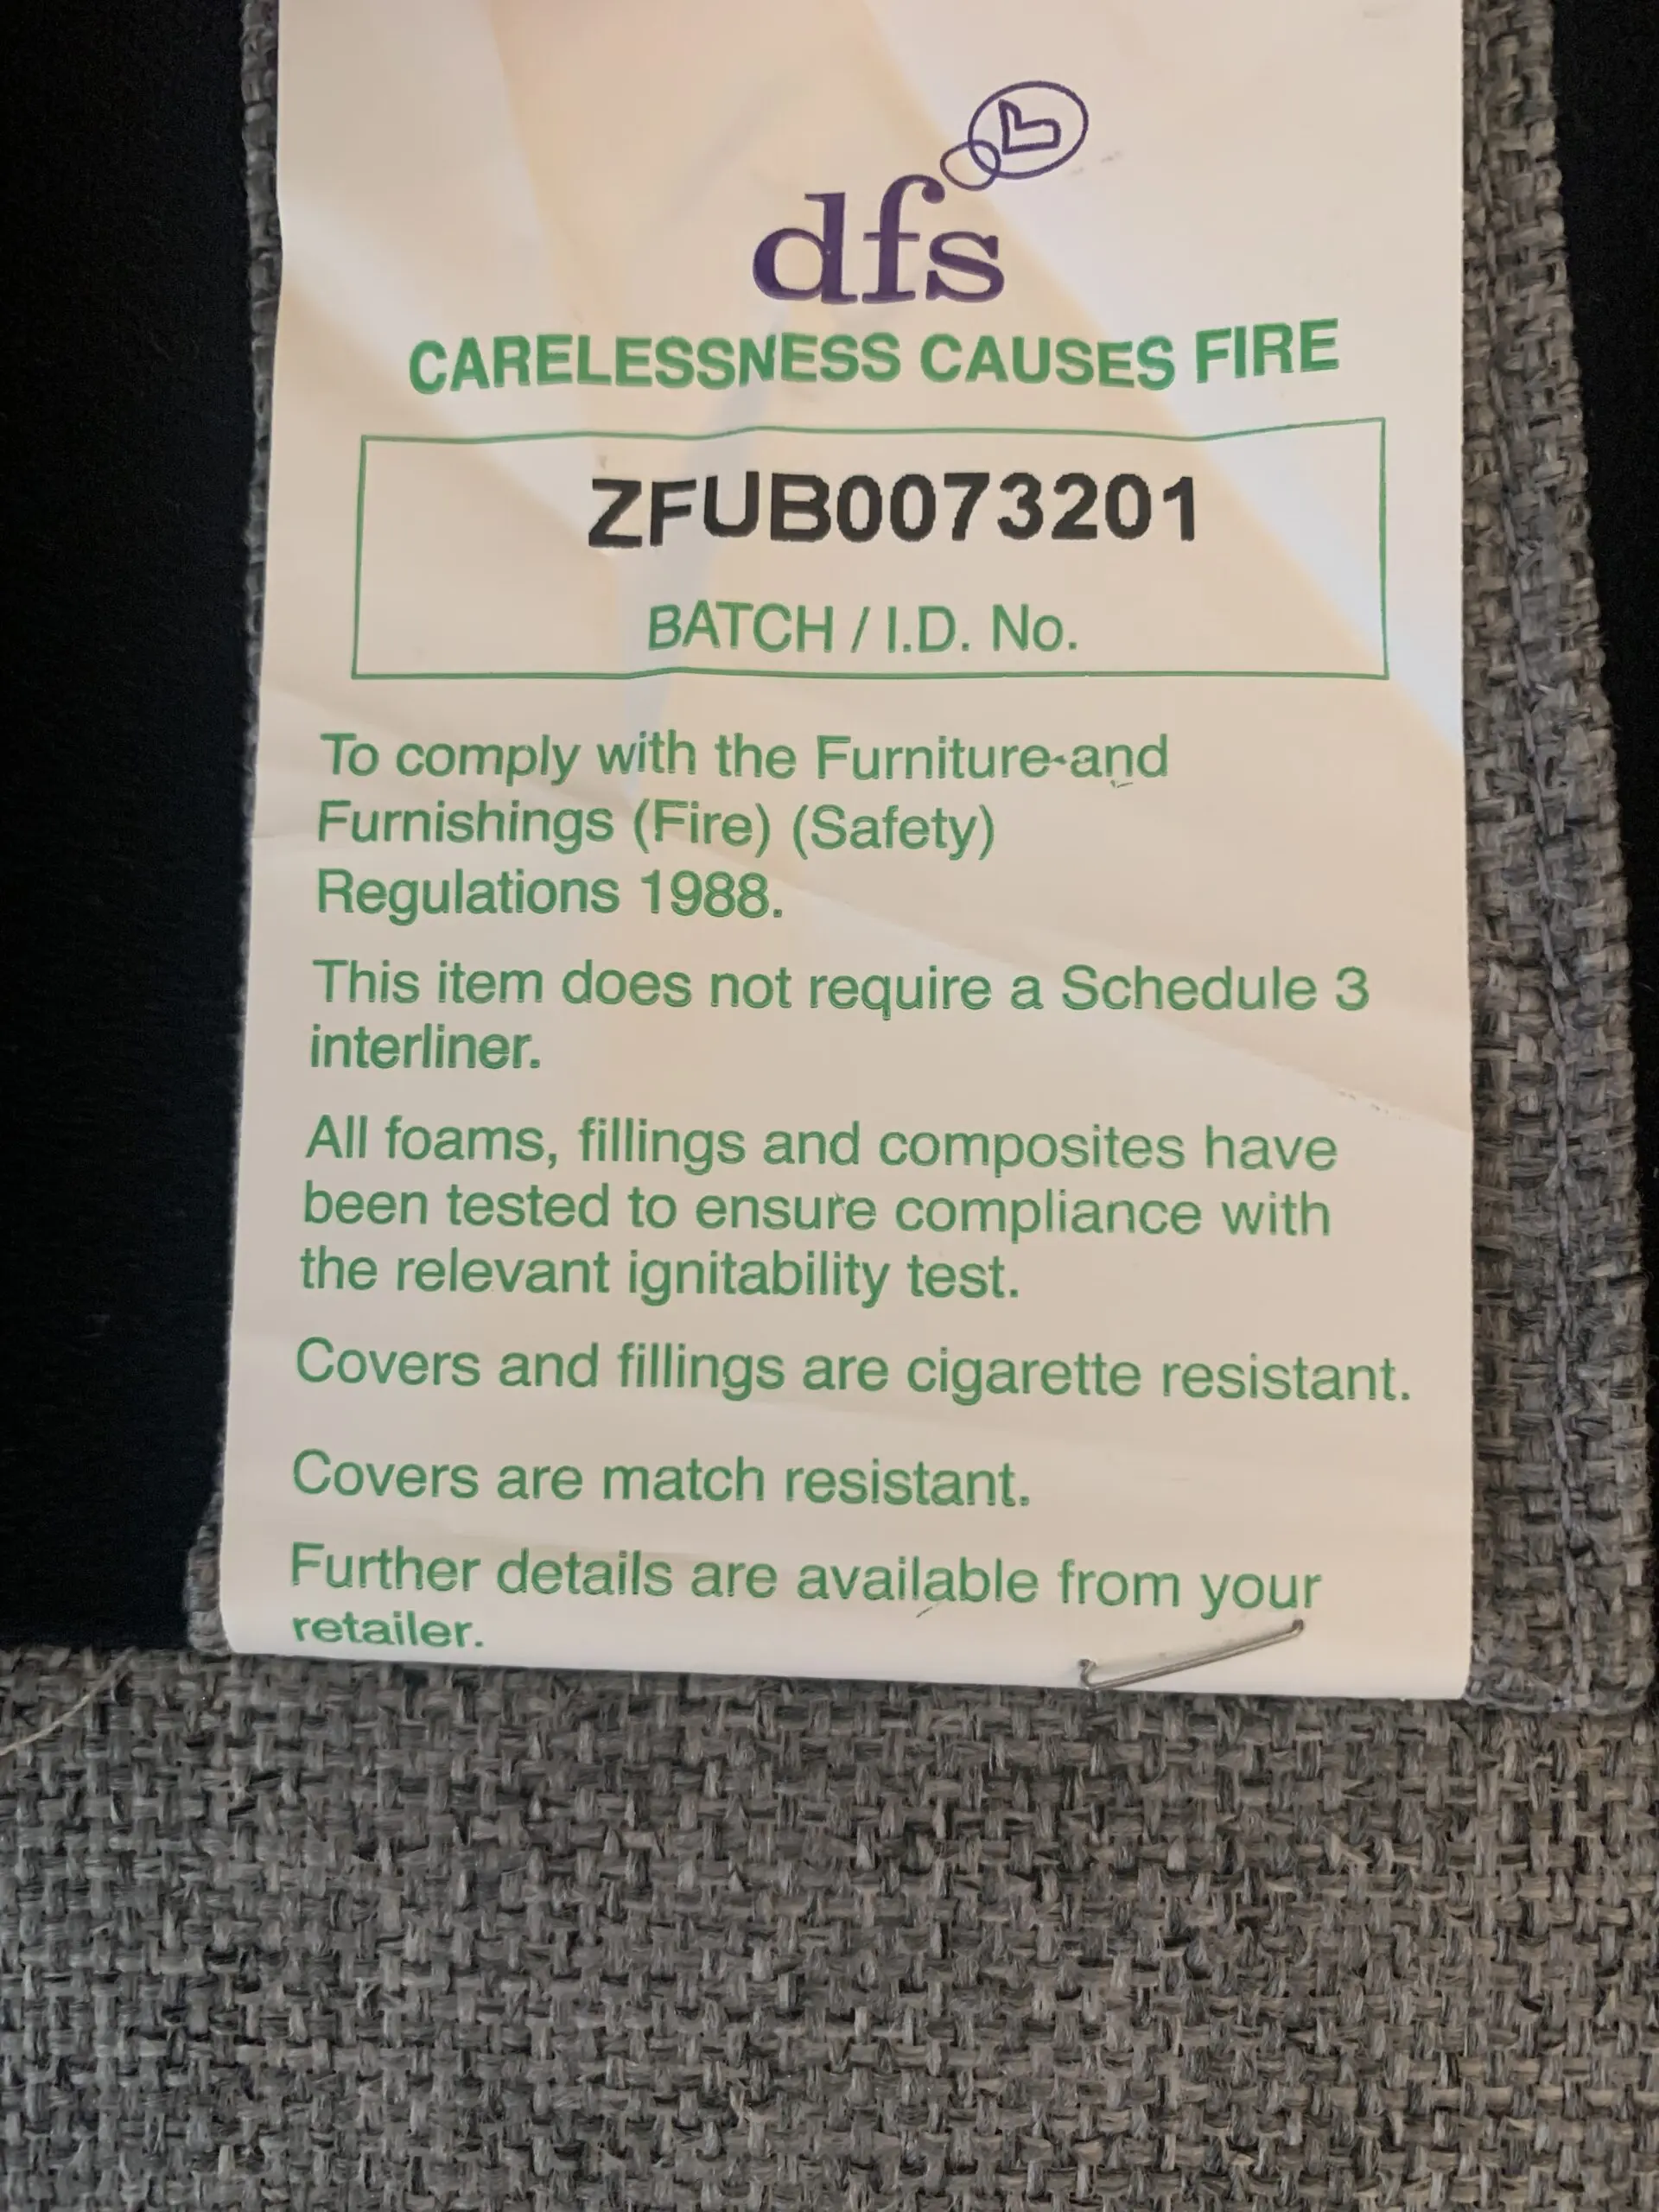 dfs
CARELESSNESS CAUSES FIRE
ZFUB0073201
BATCH / I.D. No.
To comply with the Furniture and
Furnishings (Fire) (Safety)
Regulations 1988.
This item does not require a Schedule 3
interliner.
All foams, fillings and composites have
been tested to ensure compliance with
the relevant ignitability test.
Covers and fillings are cigarette resistant.
Covers are match resistant.
Further details are available from your
retailer.